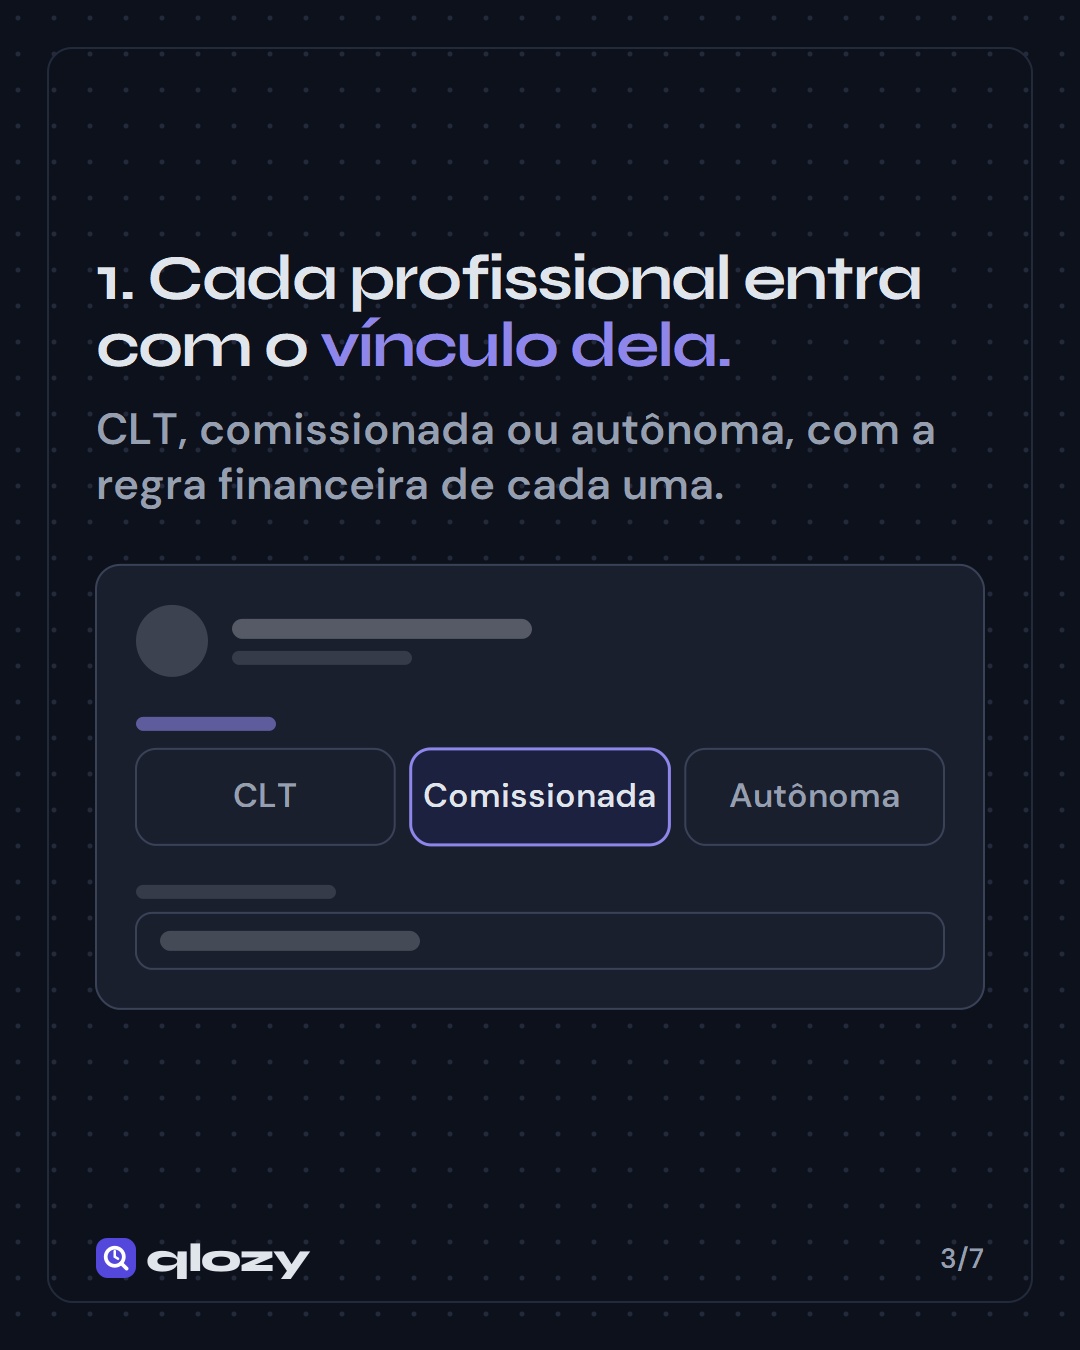 1. Cada profissional entra
com o vínculo dela.
CLT, comissionada ou autônoma, com a
regra financeira de cada uma.
CLT
Comissionada
Autônoma
qlozy
3/7